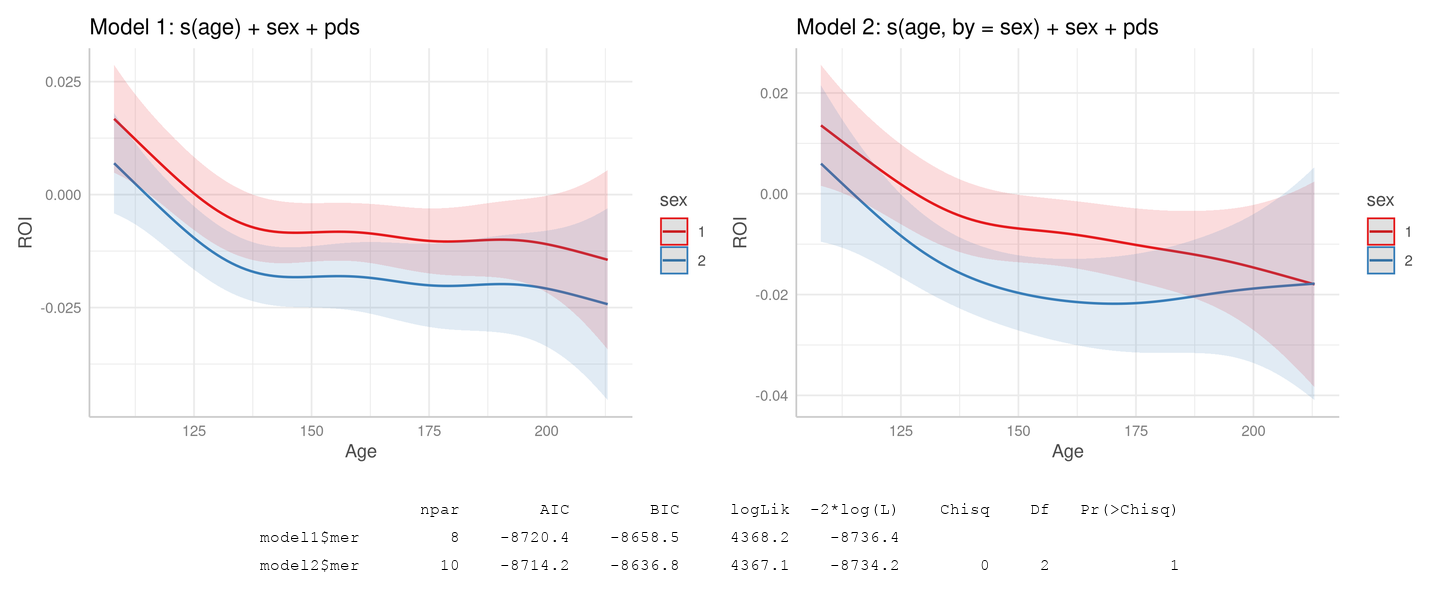 Model 1: s(age) + sex + pds
0.025
0.000
-0.025
ROI
125 150 175 200
Age
sex
1
2
Model 2: s(age, by = sex) + sex + pds
0.02
0.00
-0.02
-0.04
ROI
125 150 175 200
Age
sex
1
2
npar AIC BIC logLik -2*log(L) Chisq Df Pr(>Chisq)
model1$mer 8 -8720.4 -8658.5 4368.2 -8736.4
model2$mer 10 -8714.2 -8636.8 4367.1 -8734.2 0 2 1